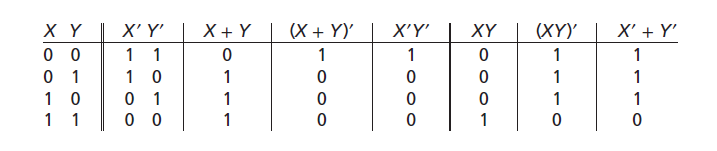 X Y X′ Y′ X + Y (X + Y)′ X′Y′ XY (XY)′ X′ + Y′
0 0 1 1 0 1 1 0 1 1
0 1 1 0 1 0 0 0 1 1
1 0 0 1 1 0 0 0 1 1
1 1 0 0 1 0 0 1 0 0